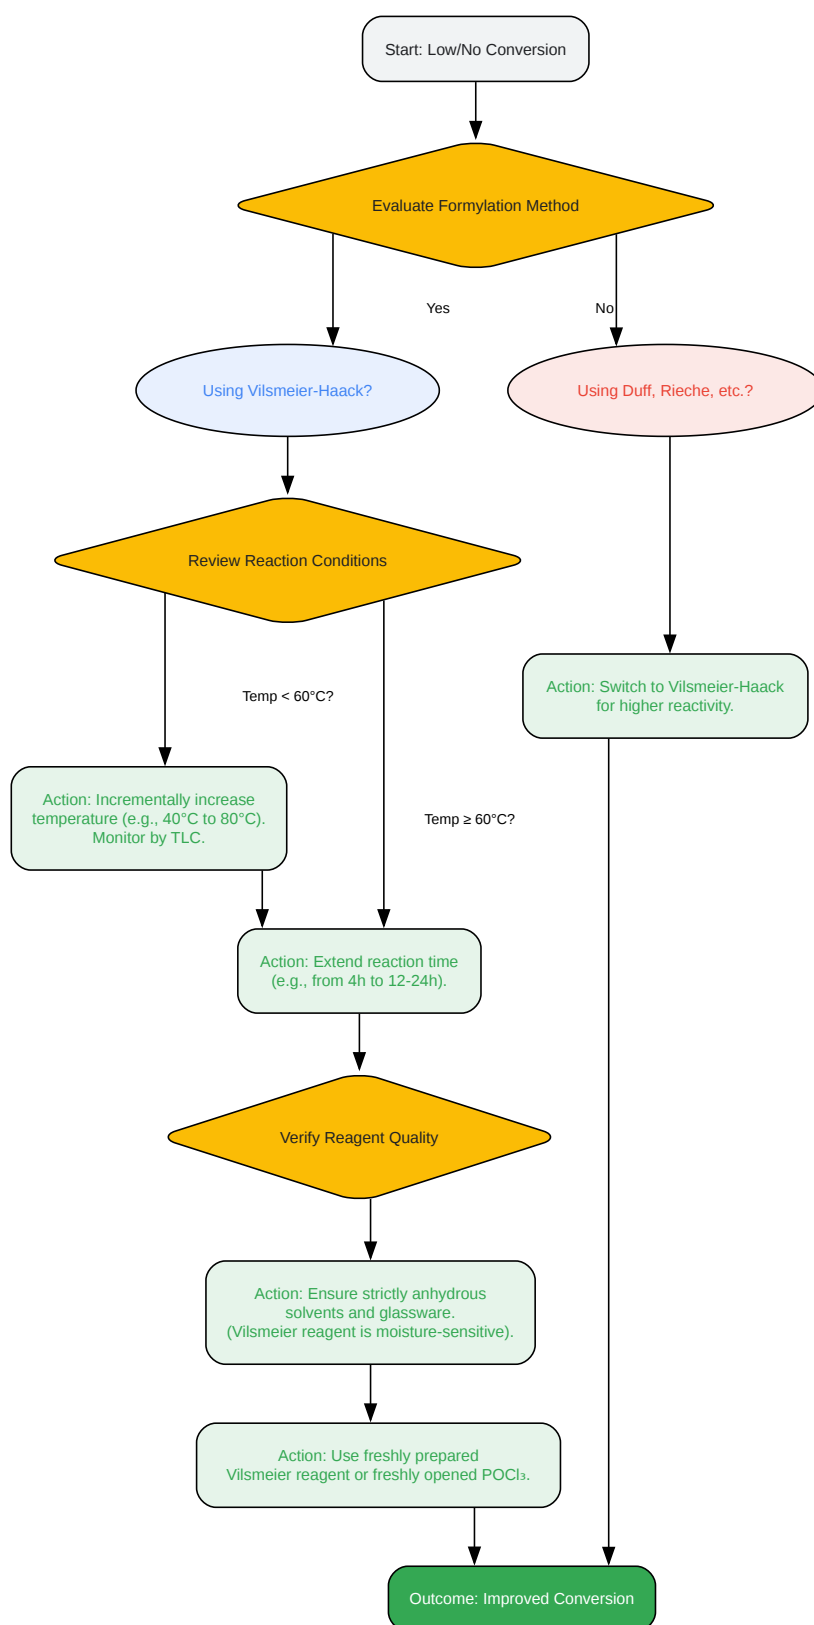 Start: Low/No Conversion
Evaluate Formylation Method
Yes
No
Using Vilsmeier-Haack?
Using Duff, Rieche, etc.?
Review Reaction Conditions
Temp < 60°C?
Action: Switch to Vilsmeier-Haack
for higher reactivity.
Action: Incrementally increase
temperature (e.g., 40°C to 80°C).
Monitor by TLC.
Temp ≥ 60°C?
Action: Extend reaction time
(e.g., from 4h to 12-24h).
Verify Reagent Quality
Action: Ensure strictly anhydrous
solvents and glassware.
(Vilsmeier reagent is moisture-sensitive).
Action: Use freshly prepared
Vilsmeier reagent or freshly opened POCl₃.
Outcome: Improved Conversion